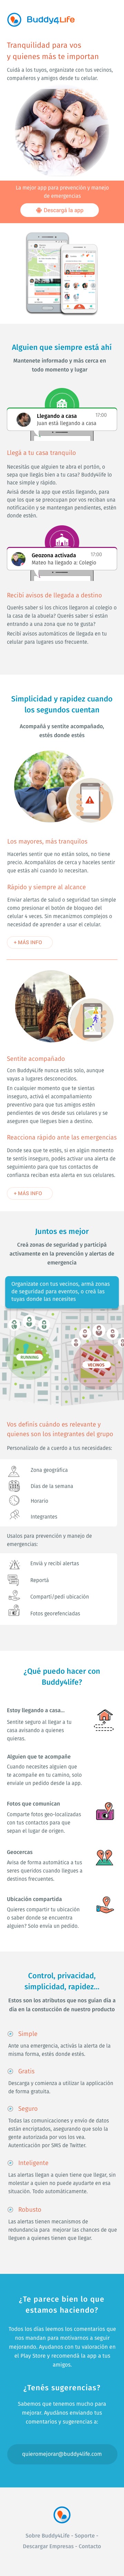 Buddy4Life
Tranquilidad para vos
y quienes más te importan
Cuidá a los tuyos, organizate con tus vecinos,
compañeros y amigos desde tu celular.
La mejor app para prevención y manejo
de emergencias.
Descargá la app
Alguien que siempre está ahí
Mantenete informado y más cerca en
todo momento y lugar
Llegando a casa
17:00
Juan está llegando a casa
Llegá a tu casa tranquilo
Necesitás que alguien te abra el portón, o
sepa que llegás bien a tu casa? Buddy4life lo
hace simple y rápido.
Avisá desde la app que estás llegando, para
que los que se preocupan por vos reciban una
notificación y se mantengan pendientes, estés
donde estén.
Geozona activada
17:00
Mateo ha llegado a: Colegio
Recibí avisos de llegada a destino
Querés saber si los chicos llegaron al colegio o
la casa de la abuela? Querés saber si están
entrando a una zona que no te gusta?
Recibí avisos automáticos de llegada en tu
celular para lugares uso frecuente.
Simplicidad y rapidez cuando
los segundos cuentan
Acompañá y sentite acompañado,
estés donde estés
Los mayores, más tranquilos
Hacerles sentir que no están solos, no tiene
precio. Acompañálos de cerca y haceles sentir
que estás ahí cuando lo necesitan.
Rápido y siempre al alcance
Enviar alertas de salud o seguridad tan simple
como presionar el botón de bloqueo del
celular 4 veces. Sin mecanizmos complejos o
necesidad de aprender a usar el celular.
+ MÁS INFO
Sentite acompañado
Con Buddy4Life nunca estás solo, aunque
vayas a lugares desconocidos.
En cualquier momento que te sientas
inseguro, activá el acompañamiento
preventivo para que tus amigos estén
pendientes de vos desde sus celulares y se
aseguren que llegues bien a destino.
Reacciona rápido ante las emergencias
Donde sea que te estés, si en algún momento
te sentís inseguro, podés activar una alerta de
seguimiento para que tus contactos de
confianza reciban esta alerta en sus celulares.
+ MÁS INFO
Juntos es mejor
Creá zonas de seguridad y participá
activamente en la prevención y alertas de
emergencia
Organizate con tus vecinos, armá zonas
de seguridad para eventos, o creá las
tuyas donde las necesites
RUNNING
VECINOS
Vos definís cuándo es relevante y
quienes son los integrantes del grupo
Personalizalo de a cuerdo a tus necesidades:
Zona geográfica
Días de la semana
Horario
Integrantes
Usalos para prevención y manejo de
emergencias:
Enviá y recibí alertas
Reportá
Compartí/pedí ubicación
Fotos georefenciadas
¿Qué puedo hacer con
Buddy4life?
Estoy llegando a casa...
Sentite seguro al llegar a tu
casa avisando a quienes
quieras.
Alguien que te acompañe
Cuando necesites alguien que
te acompañe en tu camino, solo
enviale un pedido desde la app.
Fotos que comunican
Comparte fotos geo-localizadas
con tus contactos para que
sepan el lugar de origen.
Geocercas
Aviso de forma automática a tus
seres queridos cuando llegues a
destinos frecuentes.
Ubicación compartida
Quieres compartir tu ubicación
o saber donde se encuentra
alguien? Solo envía un pedido.
Control, privacidad,
simplicidad, rapidez...
Estos son los atributos que nos guían día a
día en la contucción de nuestro producto
Simple
Ante una emergencia, activás la alerta de la
misma forma, estés donde estés.
Gratis
Descarga y comienza a utilizar la aplicación
de forma gratuita.
Seguro
Todas las comunicaciones y envío de datos
están encriptados, asegurando que solo la
gente autorizada por vos los vea.
Autenticación por SMS de Twitter.
Inteligente
Las alertas llegan a quien tiene que llegar, sin
molestar a quien no puede ayudarte en esa
situación. Todo automáticamente.
Robusto
Las alertas tienen mecanismos de
redundancia para mejorar las chances de que
lleguen a quienes tienen que llegar.
¿Te parece bien lo que
estamos haciendo?
Todos los días leemos los comentarios que
nos mandan para motivarnos a seguir
mejorando. Ayudanos con tu valoración en
el Play Store y recomendá la app a tus
amigos.
¿Tenés sugerencias?
Sabemos que tenemos mucho para
mejorar. Ayudános enviando tus
comentarios y sugerencias a:
quieromejorar@buddy4life.com
Sobre Buddy4Life - Soporte -
Descargar Empresas - Contacto